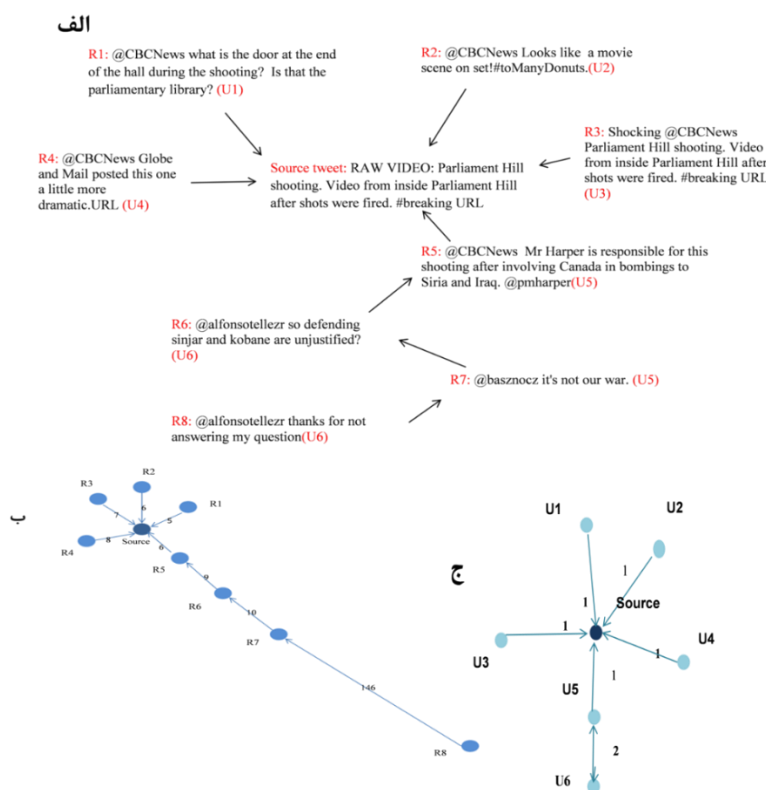 الف
R1: @CBCNews what is the door at the end
of the hall during the shooting? Is that the
parliamentary library? (U1)
R2: @CBCNews Looks like a movie
scene on set!#toManyDonuts.(U2)
R3: Shocking @CBCNews
Parliament Hill shooting. Video
from inside Parliament Hill after
shots were fired. #breaking URL
(U3)
R4: @CBCNews Globe
and Mail posted this one
a little more
dramatic.URL (U4)
Source tweet: RAW VIDEO: Parliament Hill
shooting. Video from inside Parliament Hill
after shots were fired. #breaking URL
R5: @CBCNews Mr Harper is responsible for this
shooting after involving Canada in bombings to
Siria and Iraq. @pmharper(U5)
R6: @alfonsotellezr so defending
sinjar and kobane are unjustified?
(U6)
R7: @basznocz it's not our war. (U5)
R8: @alfonsotellezr thanks for not
answering my question(U6)
ب
R2
R3
R1
7
6
5
8
Source
R4
6
R5
9
R6
10
R7
146
R8
ج
U1
U2
1
1
Source
1
U3
U4
1
1
U5
2
U6